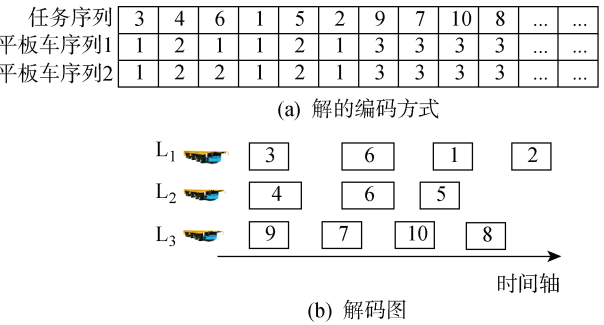 任务序列 3 4 6 1 5 2 9 7 10 8 ... ...
平板车序列1 1 2 1 1 2 1 3 3 3 3 ... ...
平板车序列2 1 2 2 1 2 1 3 3 3 3 ... ...
(a) 解的编码方式
L1 3 6 1 2
L2 4 6 5
L3 9 7 10 8
时间轴
(b) 解码图